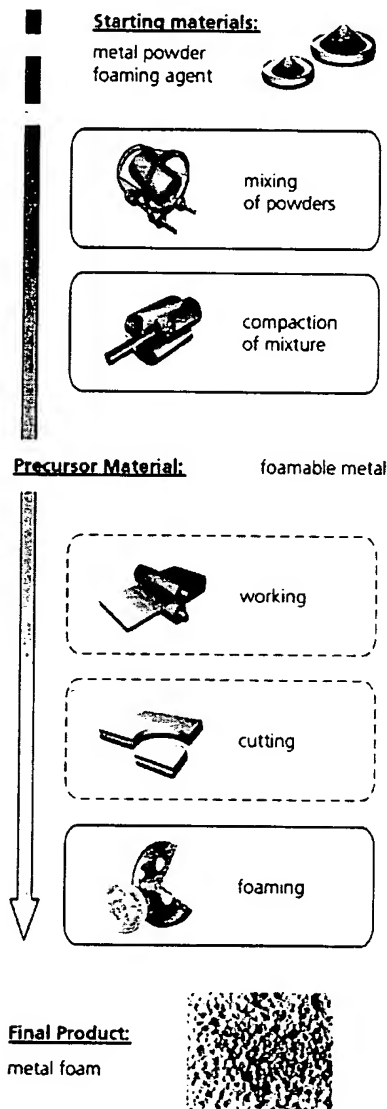 Starting materials:
metal powder
foaming agent
mixing
of powders
compaction
of mixture
Precursor Material:
foamable metal
working
cutting
foaming
Final Product:
metal foam